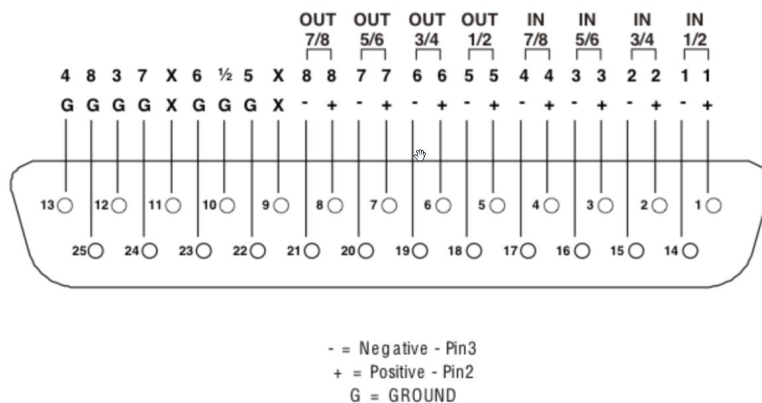 OUT OUT OUT OUT IN IN IN IN
7/8 5/6 3/4 1/2 7/8 5/6 3/4 1/2
4 8 3 7 X 6 ½ 5 X 8 8 7 7 6 6 5 5 4 4 3 3 2 2 1 1
G G G G X G G G X - + - + - + - + - + - + - + - +
13 12 11 10 9 8 7 6 5 4 3 2 1
25 24 23 22 21 20 19 18 17 16 15 14
- = Negative - Pin3
+ = Positive - Pin2
G = GROUND